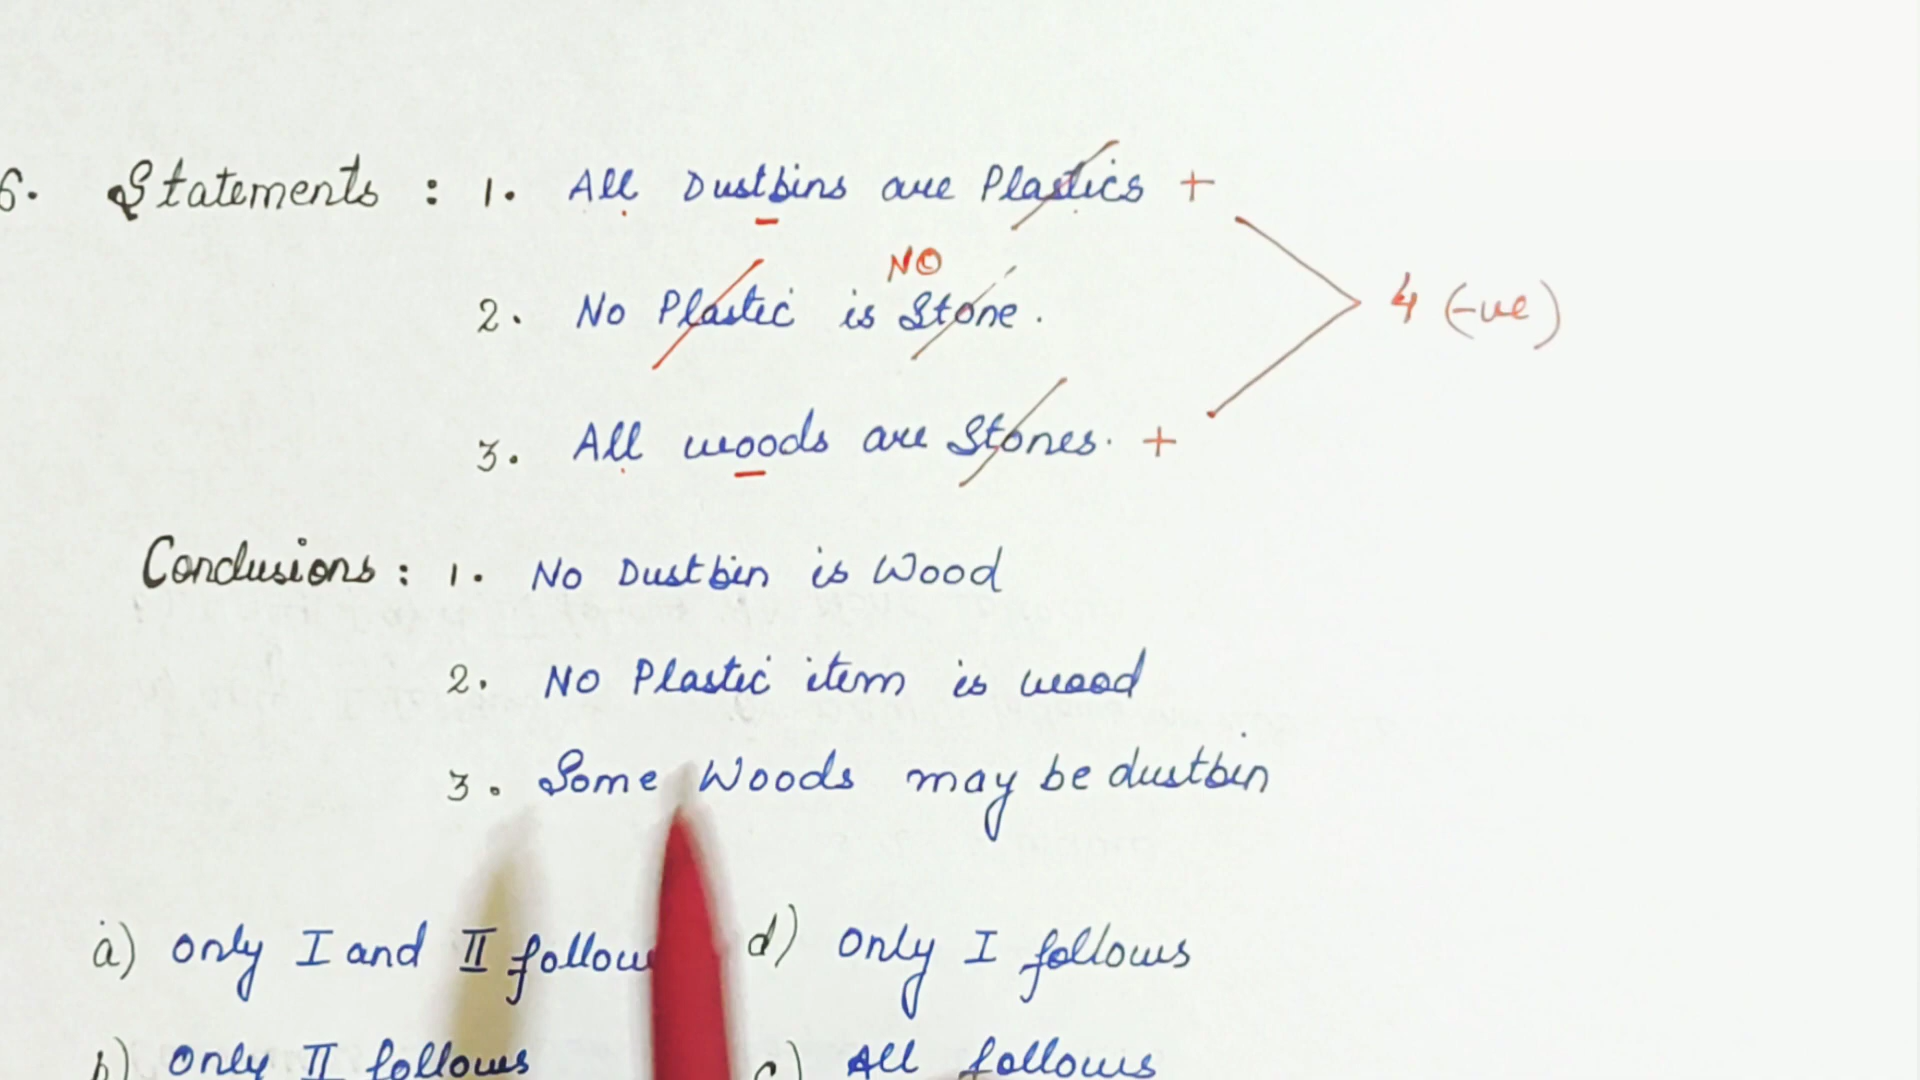 6. Statements : 1. All Dustbins are Plastics +
NO
2. No Plastic is Stone.
4 (-ve)
3. All woods are Stones. +
Conclusions : 1. No Dustbin is Wood
2. No Plastic item is wood
3. Some Woods may be dustbin
a) only I and II follow
d) only I follows
b) only II follows
All follows